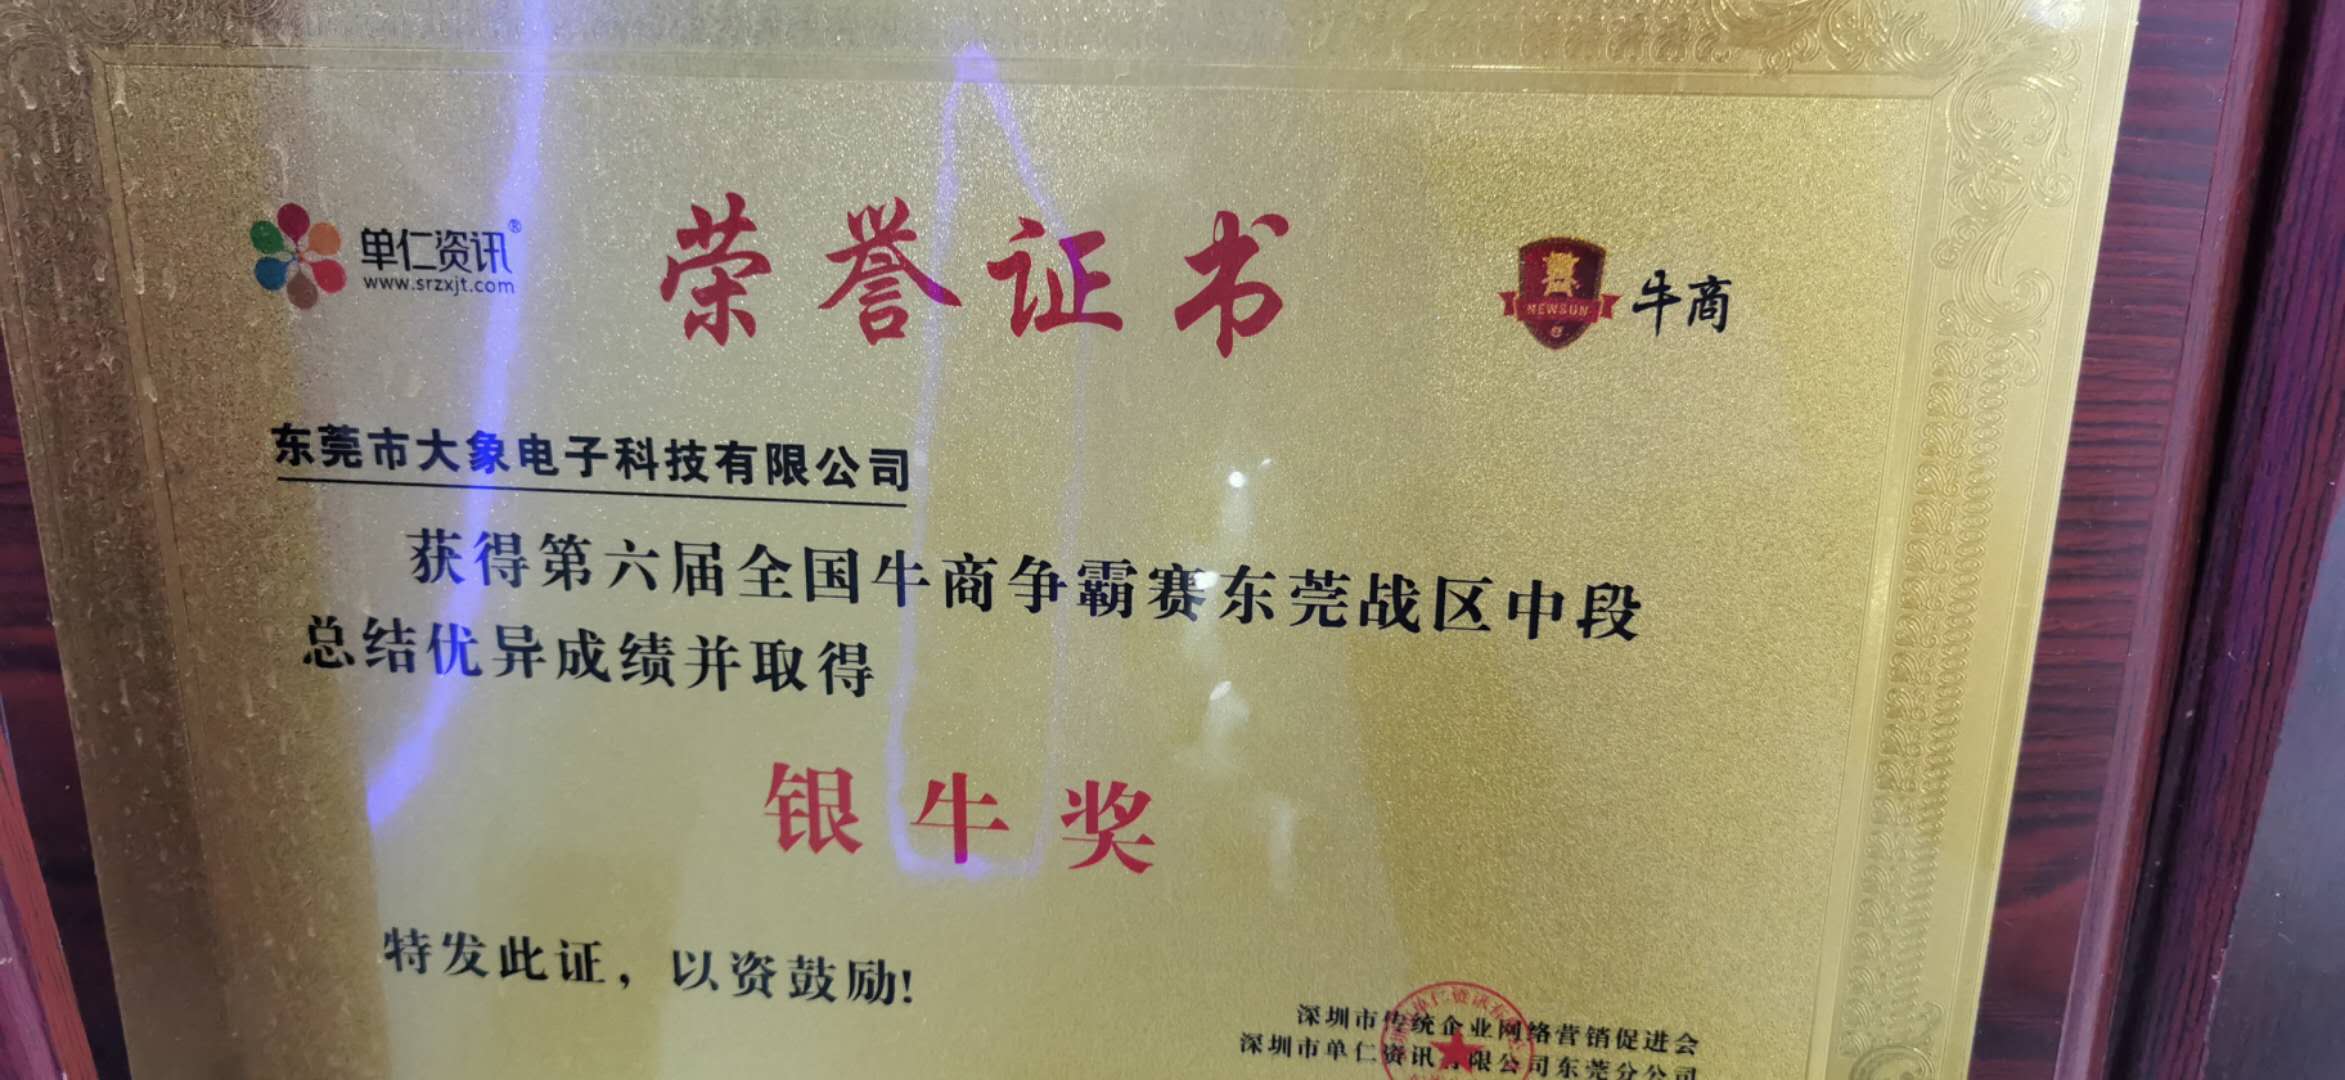 单仁资讯®
www.srzxjt.com
荣誉证书
NEWSUN
牛商
东莞市大象电子科技有限公司
获得第六届全国牛商争霸赛东莞战区中段
总结优异成绩并取得
银牛奖
特发此证，以资鼓励!
深圳市传统企业网络营销促进会
深圳市单仁资讯有限公司东莞分公司